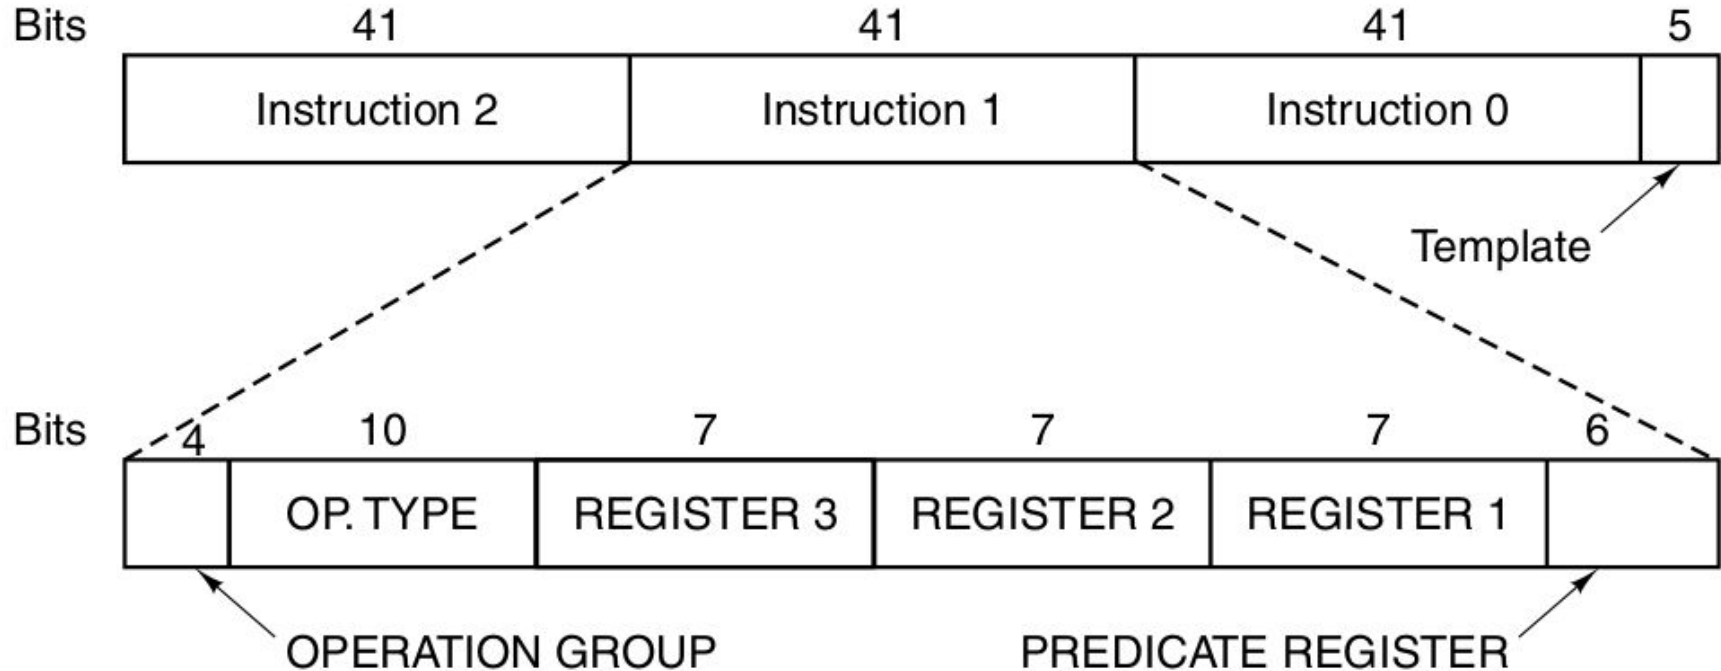 Bits 41 41 41 5
Instruction 2 Instruction 1 Instruction 0
Template
Bits 4 10 7 7 7 6
OP. TYPE REGISTER 3 REGISTER 2 REGISTER 1
OPERATION GROUP PREDICATE REGISTER